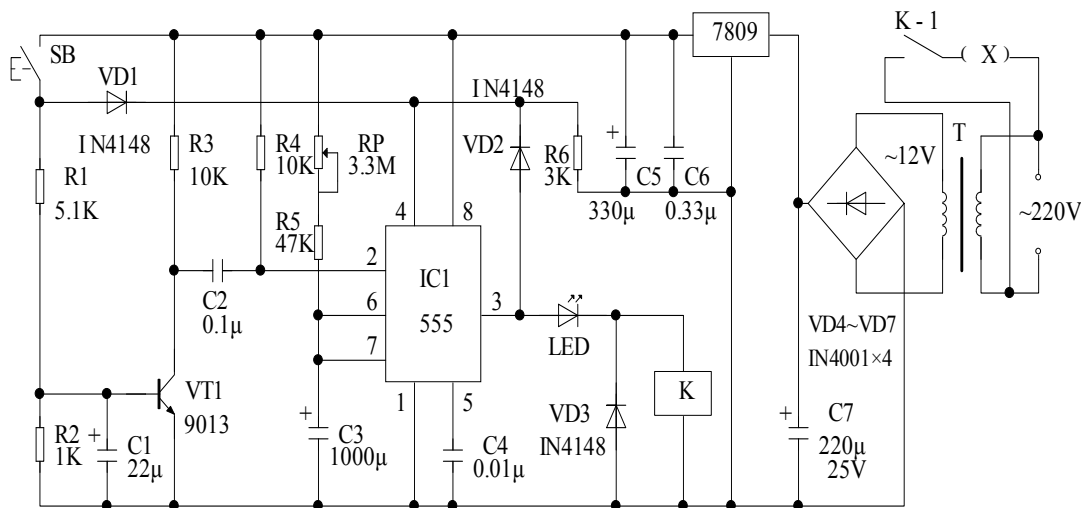 SB
VD1
IN4148
R1
5.1K
R3
10K
R4
10K
RP
3.3M
R5
47K
C2
0.1μ
R2
1K
C1
22μ
VT1
9013
C3
1000μ
4
8
2
6
7
3
1
5
IC1
555
C4
0.01μ
IN4148
VD2
R6
3K
LED
VD3
IN4148
K
+
C5
330μ
C6
0.33μ
7809
K - 1
( X )
T
~12V
~220V
VD4~VD7
IN4001×4
+
C7
220μ
25V
+
+